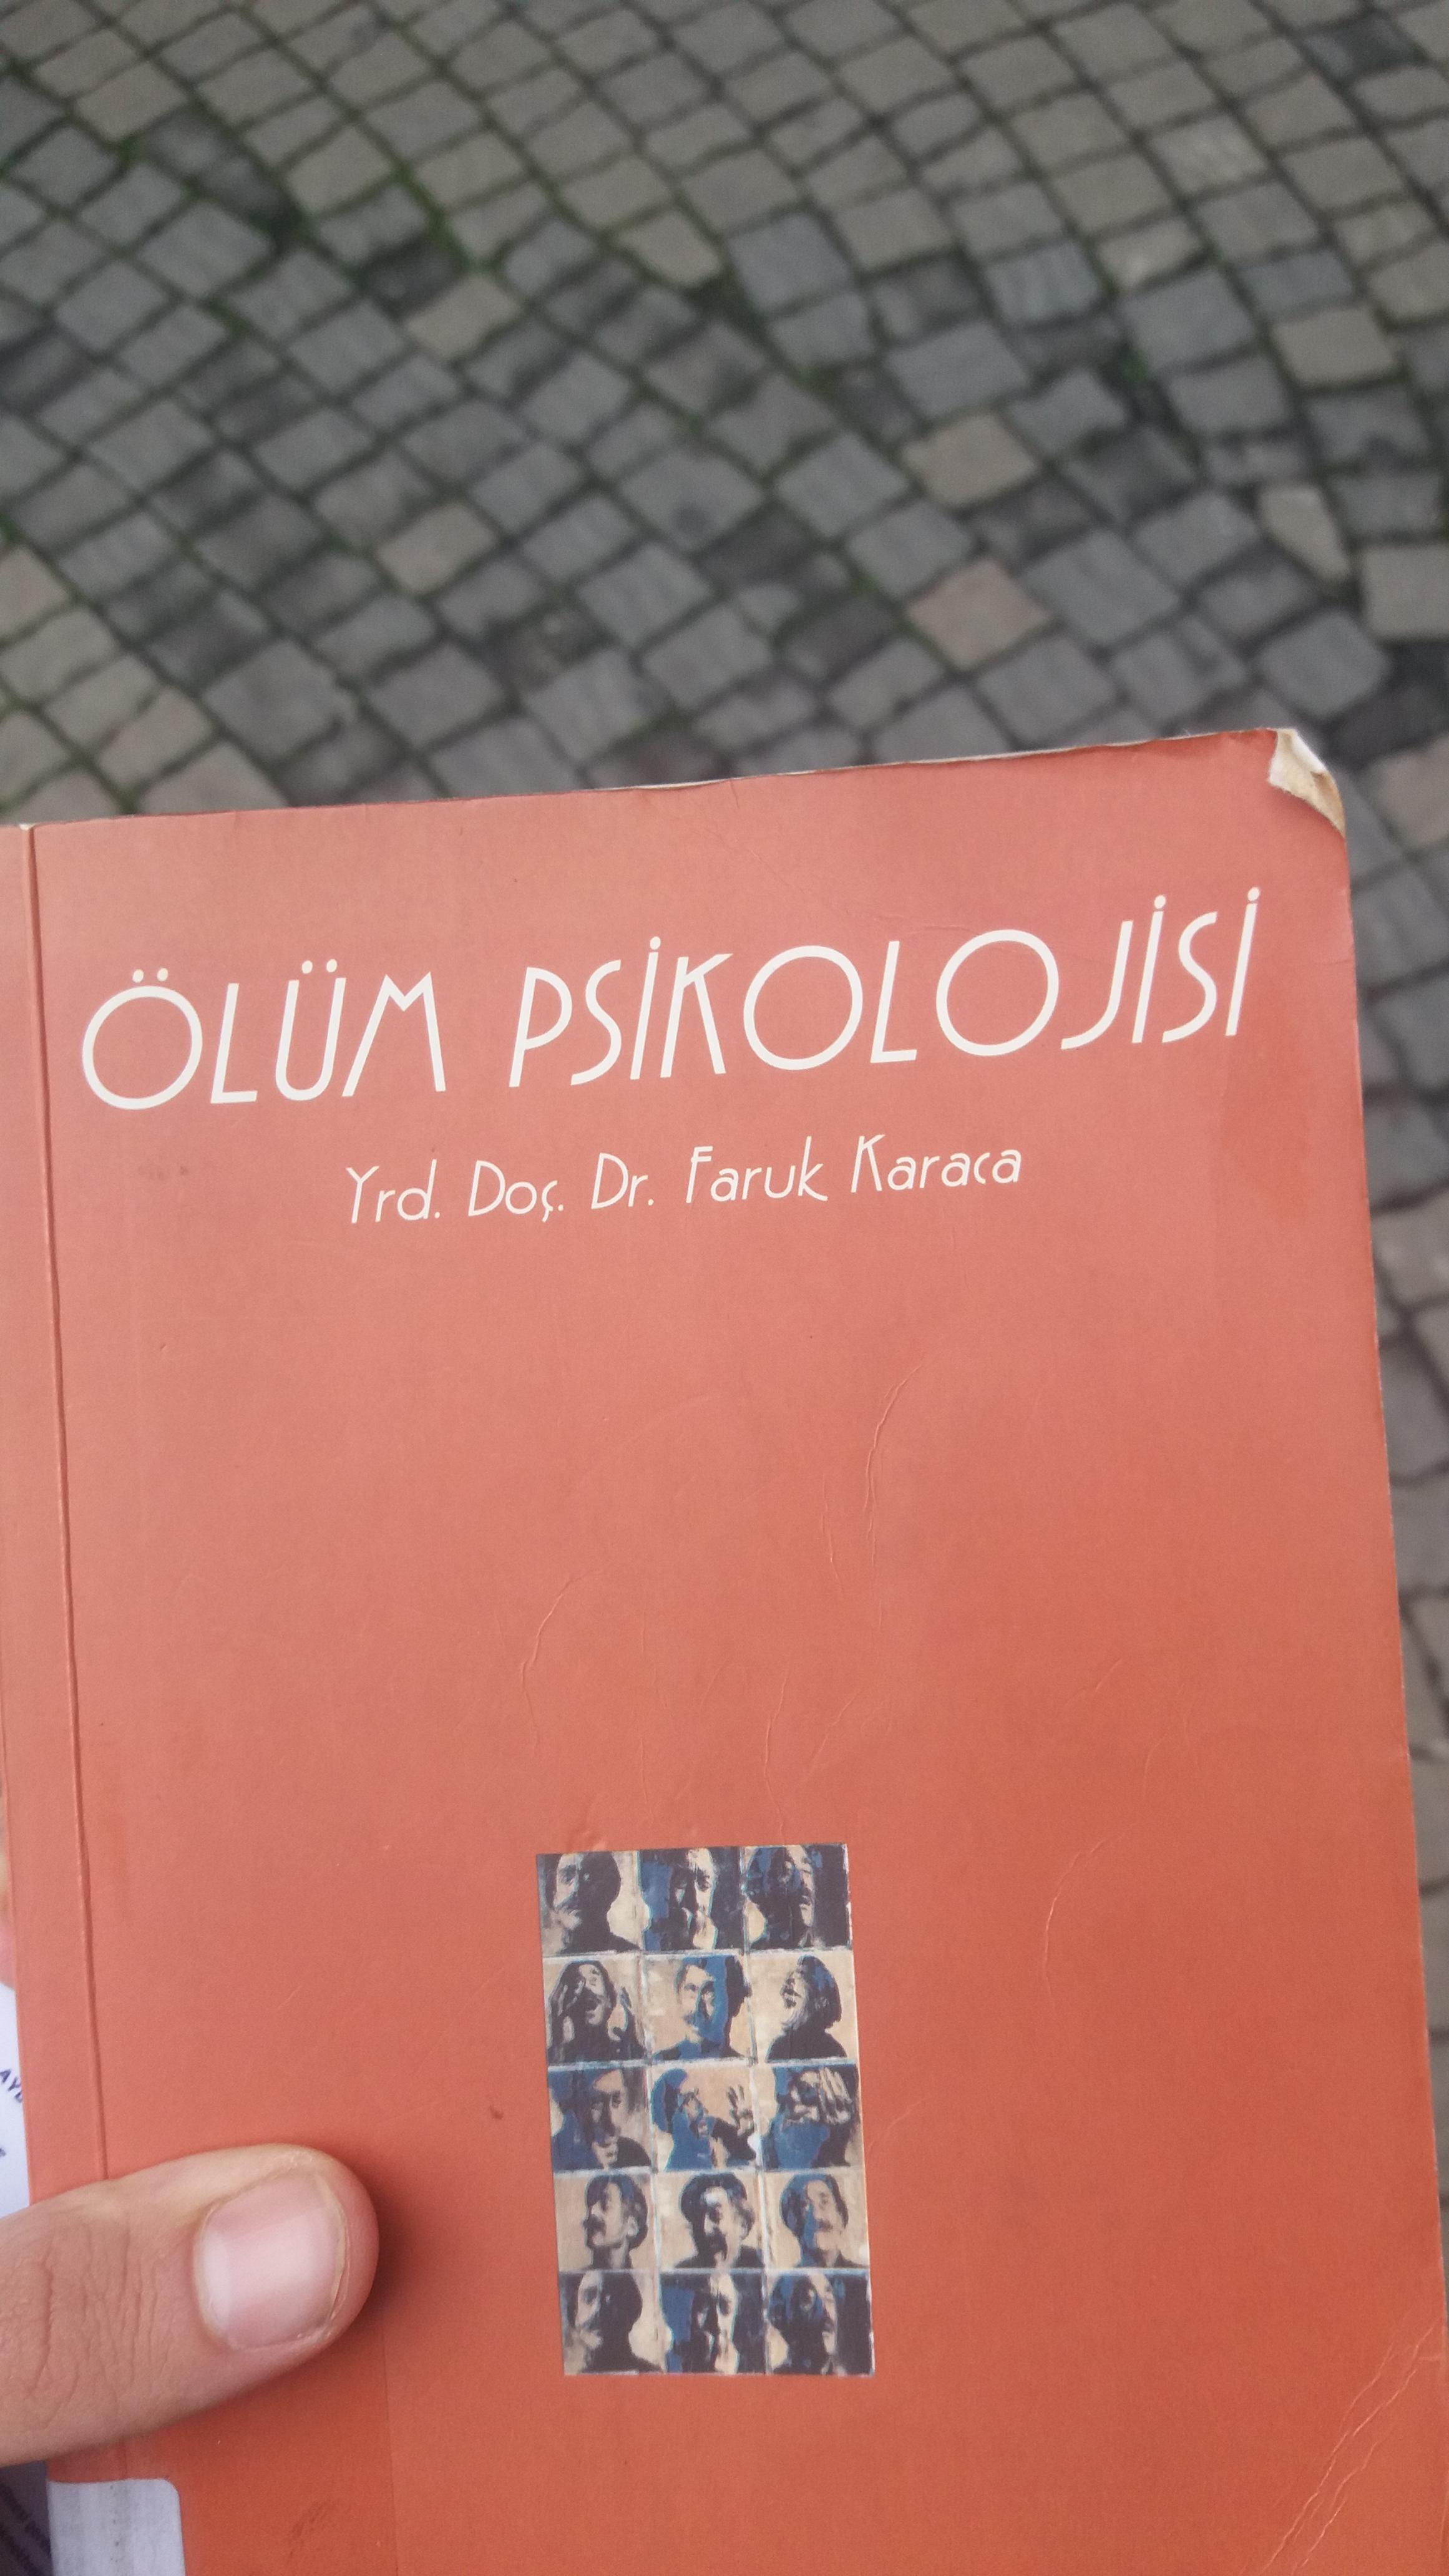 ÖLÜM PSİKOLOJİSİ
Yrd. Doç. Dr. Faruk Karaca